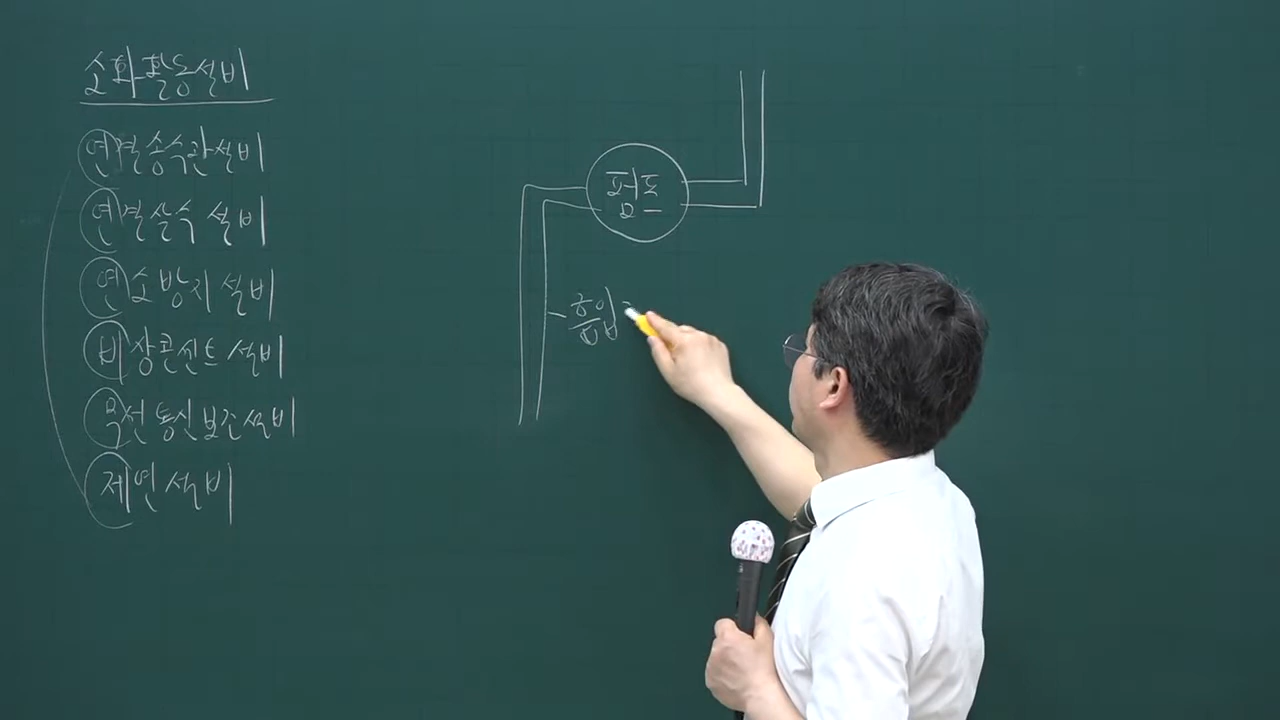 소화활동설비
연결송수관설비
연결살수 설비
연소방지 설비
비상콘센트 설비
무선통신보조설비
제연설비
펌프
흡입